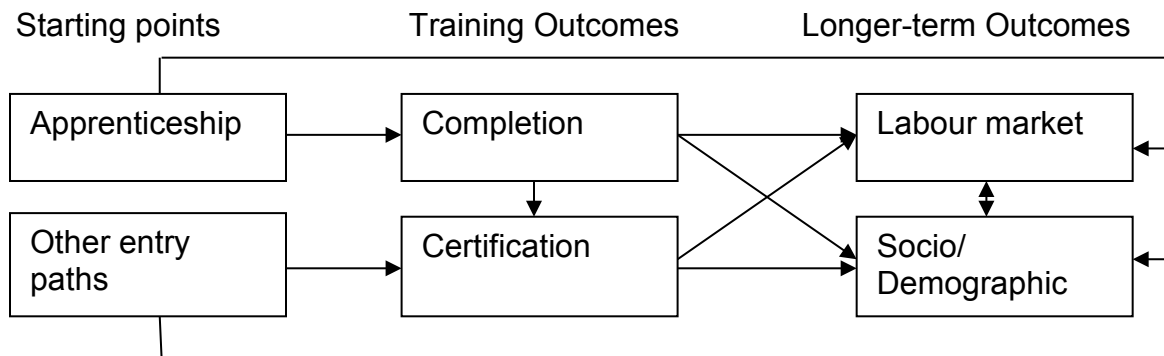 Starting points
Training Outcomes
Longer-term Outcomes
Apprenticeship
Completion
Labour market
Other entry
paths
Certification
Socio/
Demographic